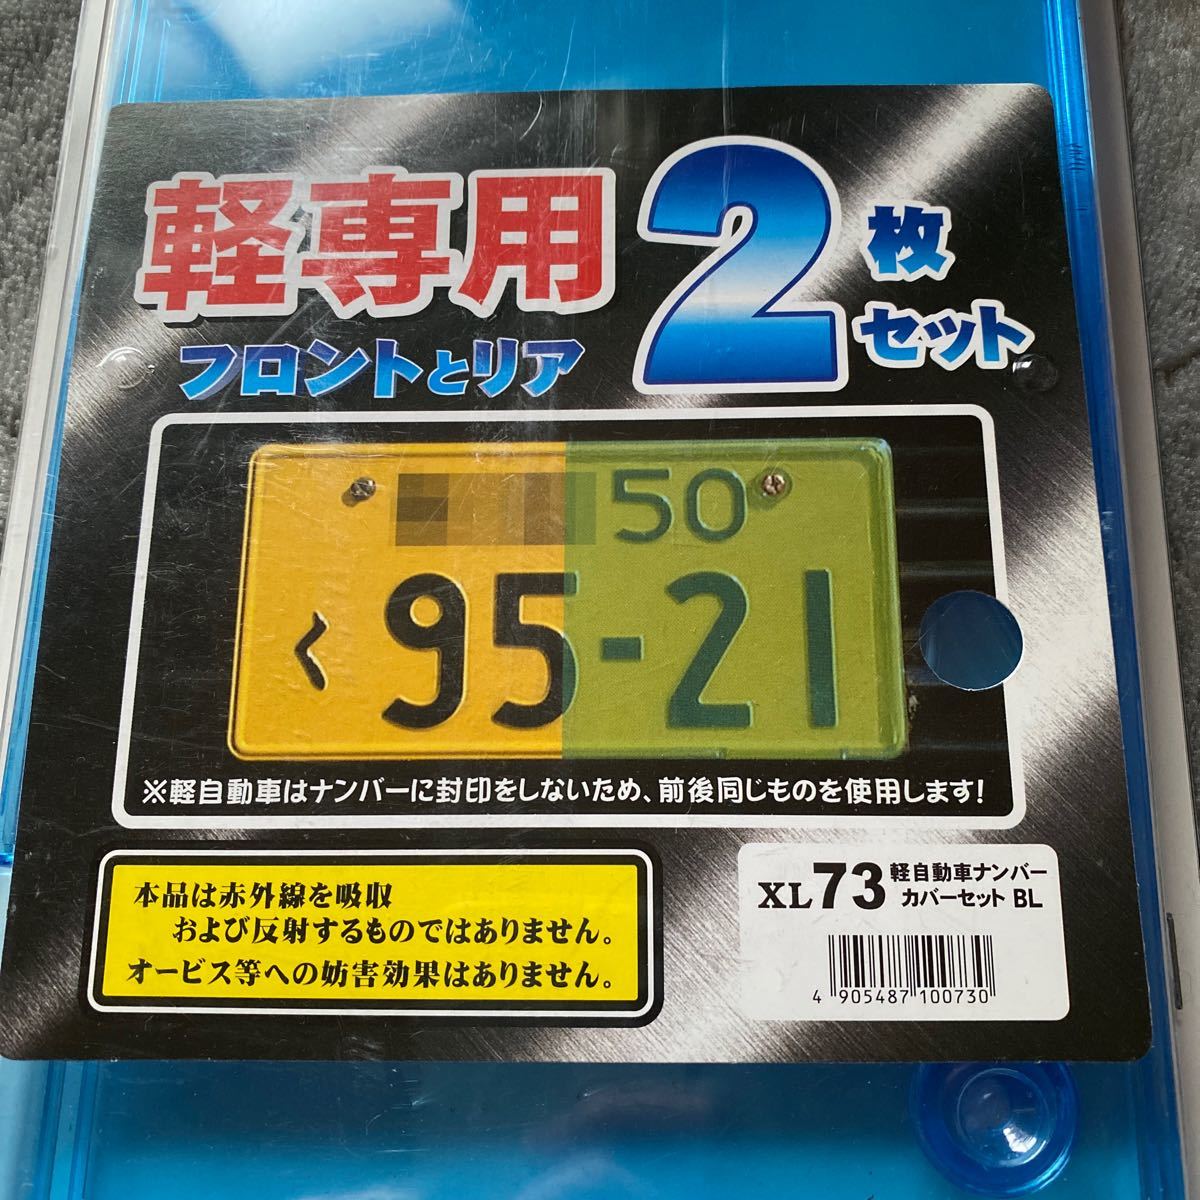 軽専用
2枚
セット
フロントとリア
50
く 95-21
※軽自動車はナンバーに封印をしないため、前後同じものを使用します!
本品は赤外線を吸収
および反射するものではありません。
オービス等への妨害効果はありません。
XL73 軽自動車ナンバー
カバーセット BL
4 905487 100730